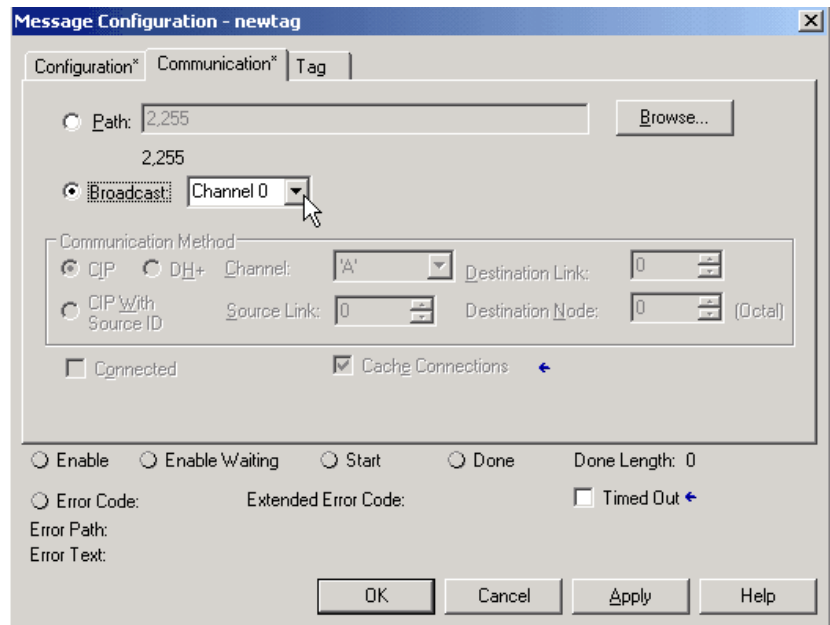 Message Configuration - newtag
Configuration* Communication* Tag
Path: 2,255 Browse...
2,255
Broadcast: Channel 0
Communication Method
CIP DH+ Channel: 'A' Destination Link: 0
CIP With Source ID Source Link: 0 Destination Node: 0 (Octal)
Connected Cache Connections
Enable Enable Waiting Start Done Done Length: 0
Error Code: Extended Error Code: Timed Out
Error Path:
Error Text:
OK Cancel Apply Help